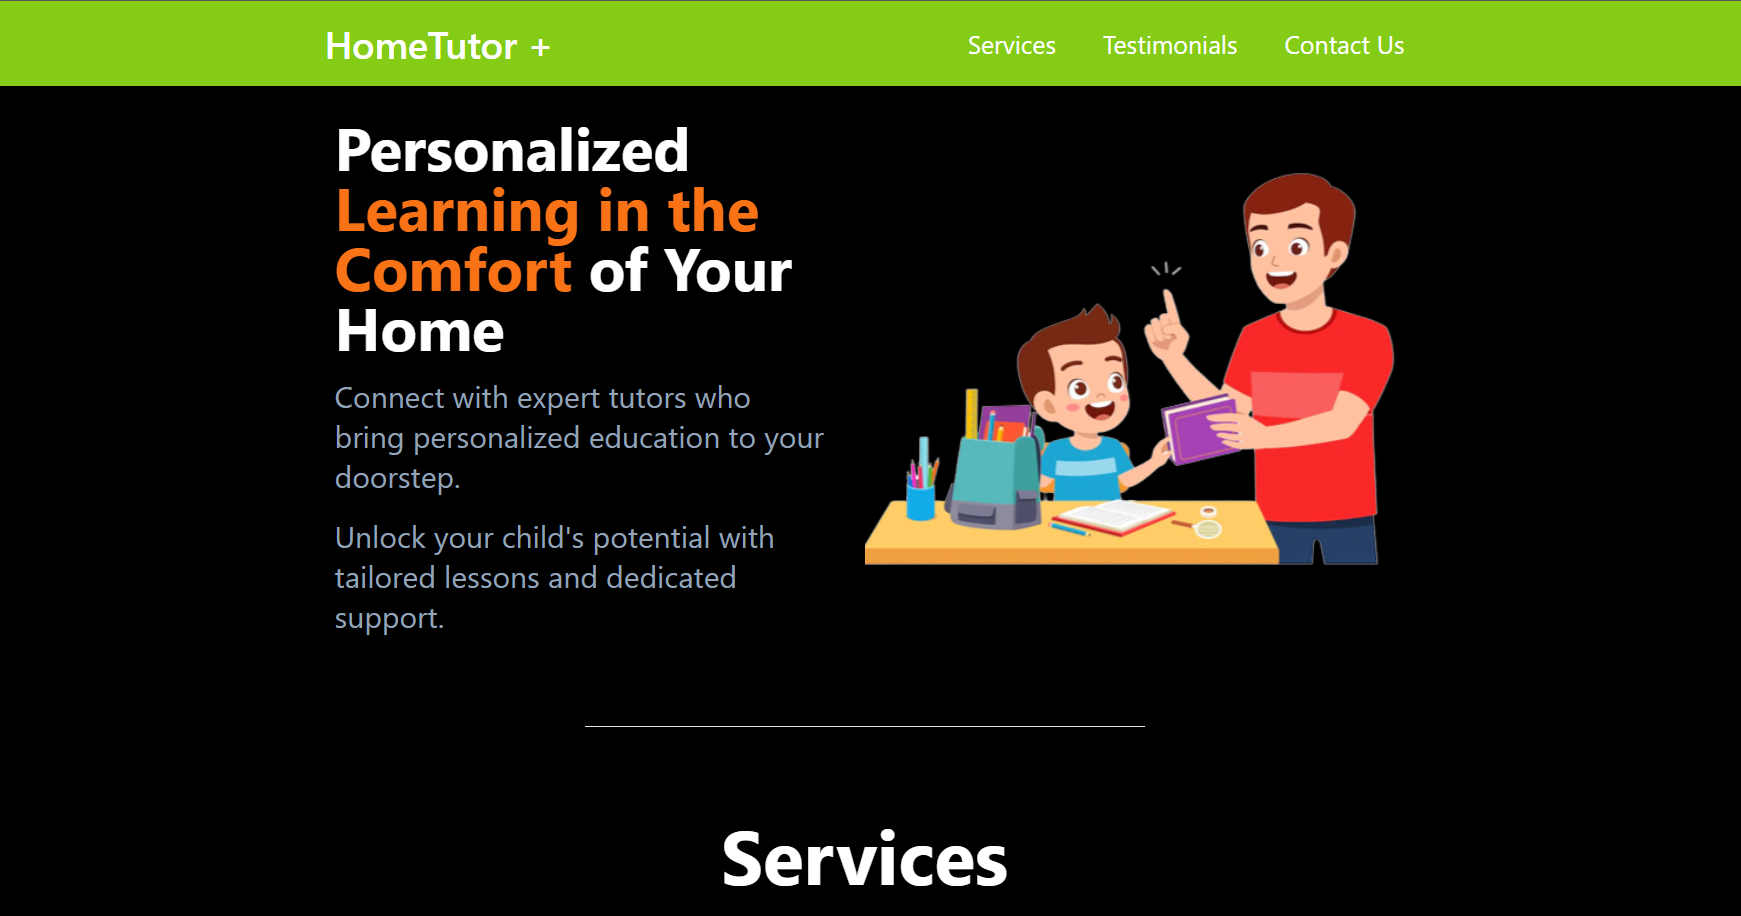 HomeTutor +
Services
Testimonials
Contact Us
Personalized
Learning in the
Comfort of Your
Home
Connect with expert tutors who
bring personalized education to your
doorstep.
Unlock your child's potential with
tailored lessons and dedicated
support.
Services